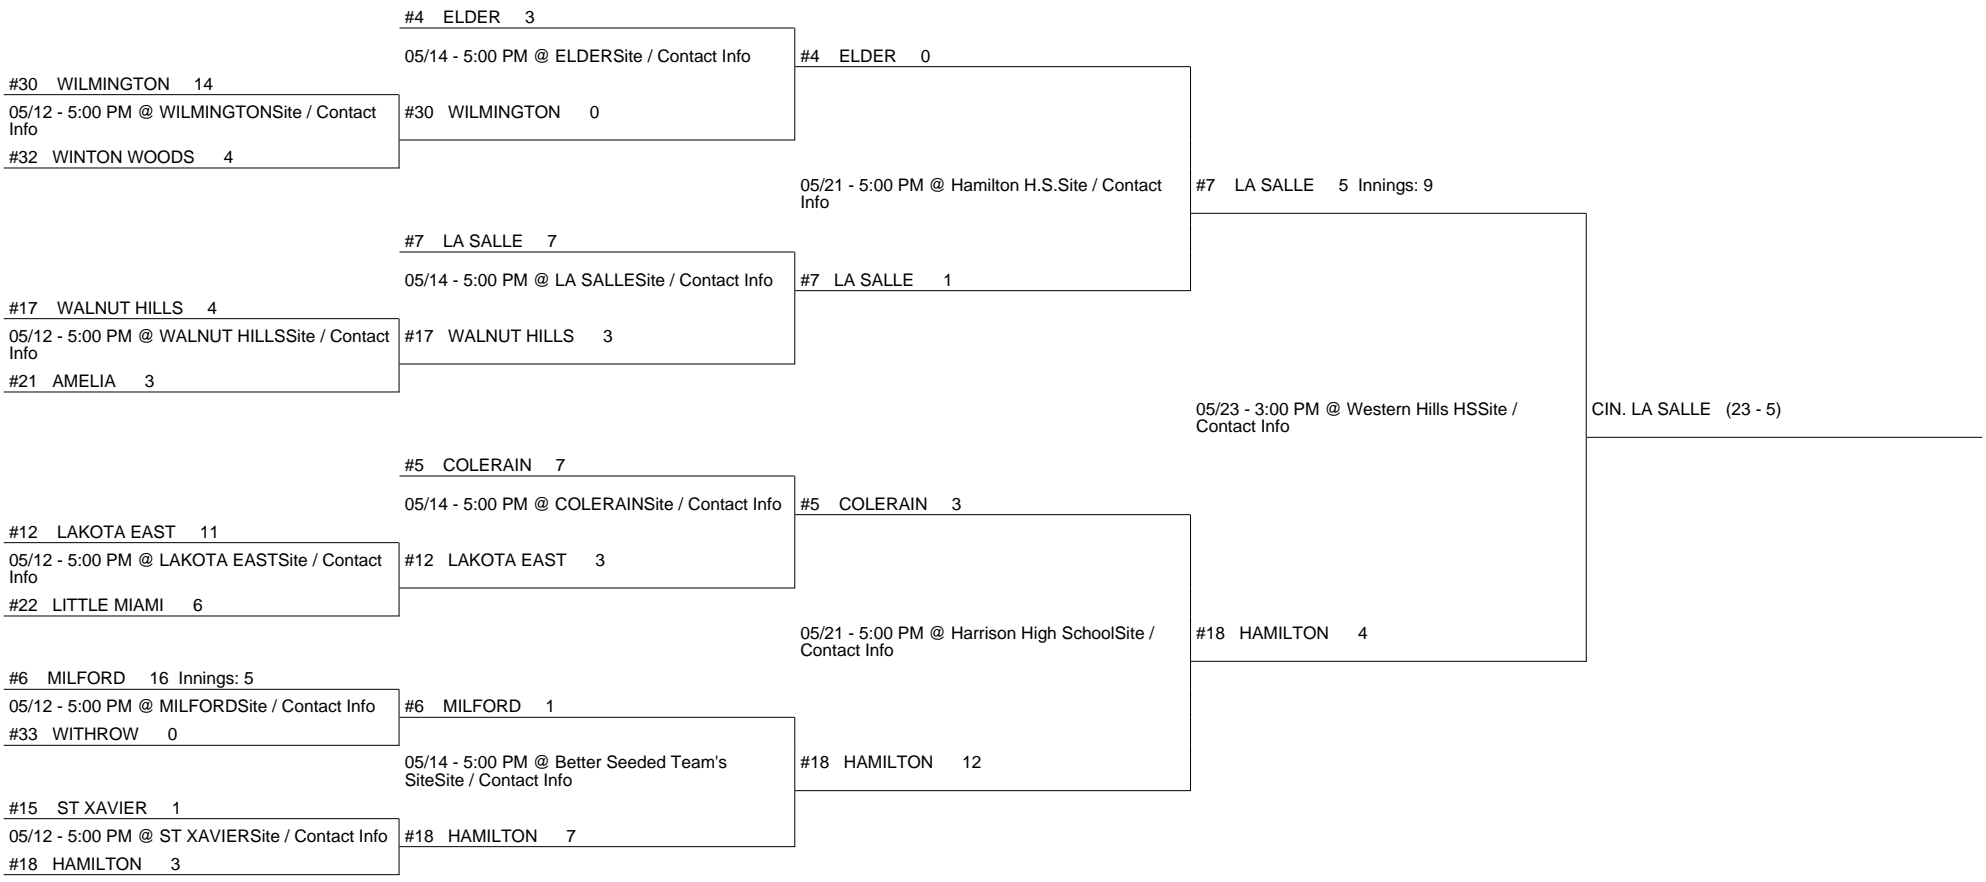 #4 ELDER 3
05/14 - 5:00 PM @ ELDERSite / Contact Info
#4 ELDER 0
#30 WILMINGTON 14
05/12 - 5:00 PM @ WILMINGTONSite / Contact
Info
#30 WILMINGTON 0
#32 WINTON WOODS 4
05/21 - 5:00 PM @ Hamilton H.S.Site / Contact
Info
#7 LA SALLE 5 Innings: 9
#7 LA SALLE 7
05/14 - 5:00 PM @ LA SALLESite / Contact Info
#7 LA SALLE 1
#17 WALNUT HILLS 4
05/12 - 5:00 PM @ WALNUT HILLSSite / Contact
Info
#17 WALNUT HILLS 3
#21 AMELIA 3
05/23 - 3:00 PM @ Western Hills HSSite /
Contact Info
CIN. LA SALLE (23 - 5)
#5 COLERAIN 7
05/14 - 5:00 PM @ COLERAINSite / Contact Info
#5 COLERAIN 3
#12 LAKOTA EAST 11
05/12 - 5:00 PM @ LAKOTA EASTSite / Contact
Info
#12 LAKOTA EAST 3
#22 LITTLE MIAMI 6
05/21 - 5:00 PM @ Harrison High SchoolSite /
Contact Info
#18 HAMILTON 4
#6 MILFORD 16 Innings: 5
05/12 - 5:00 PM @ MILFORDSite / Contact Info
#6 MILFORD 1
#33 WITHROW 0
05/14 - 5:00 PM @ Better Seeded Team's
SiteSite / Contact Info
#18 HAMILTON 12
#15 ST XAVIER 1
05/12 - 5:00 PM @ ST XAVIERSite / Contact Info
#18 HAMILTON 7
#18 HAMILTON 3